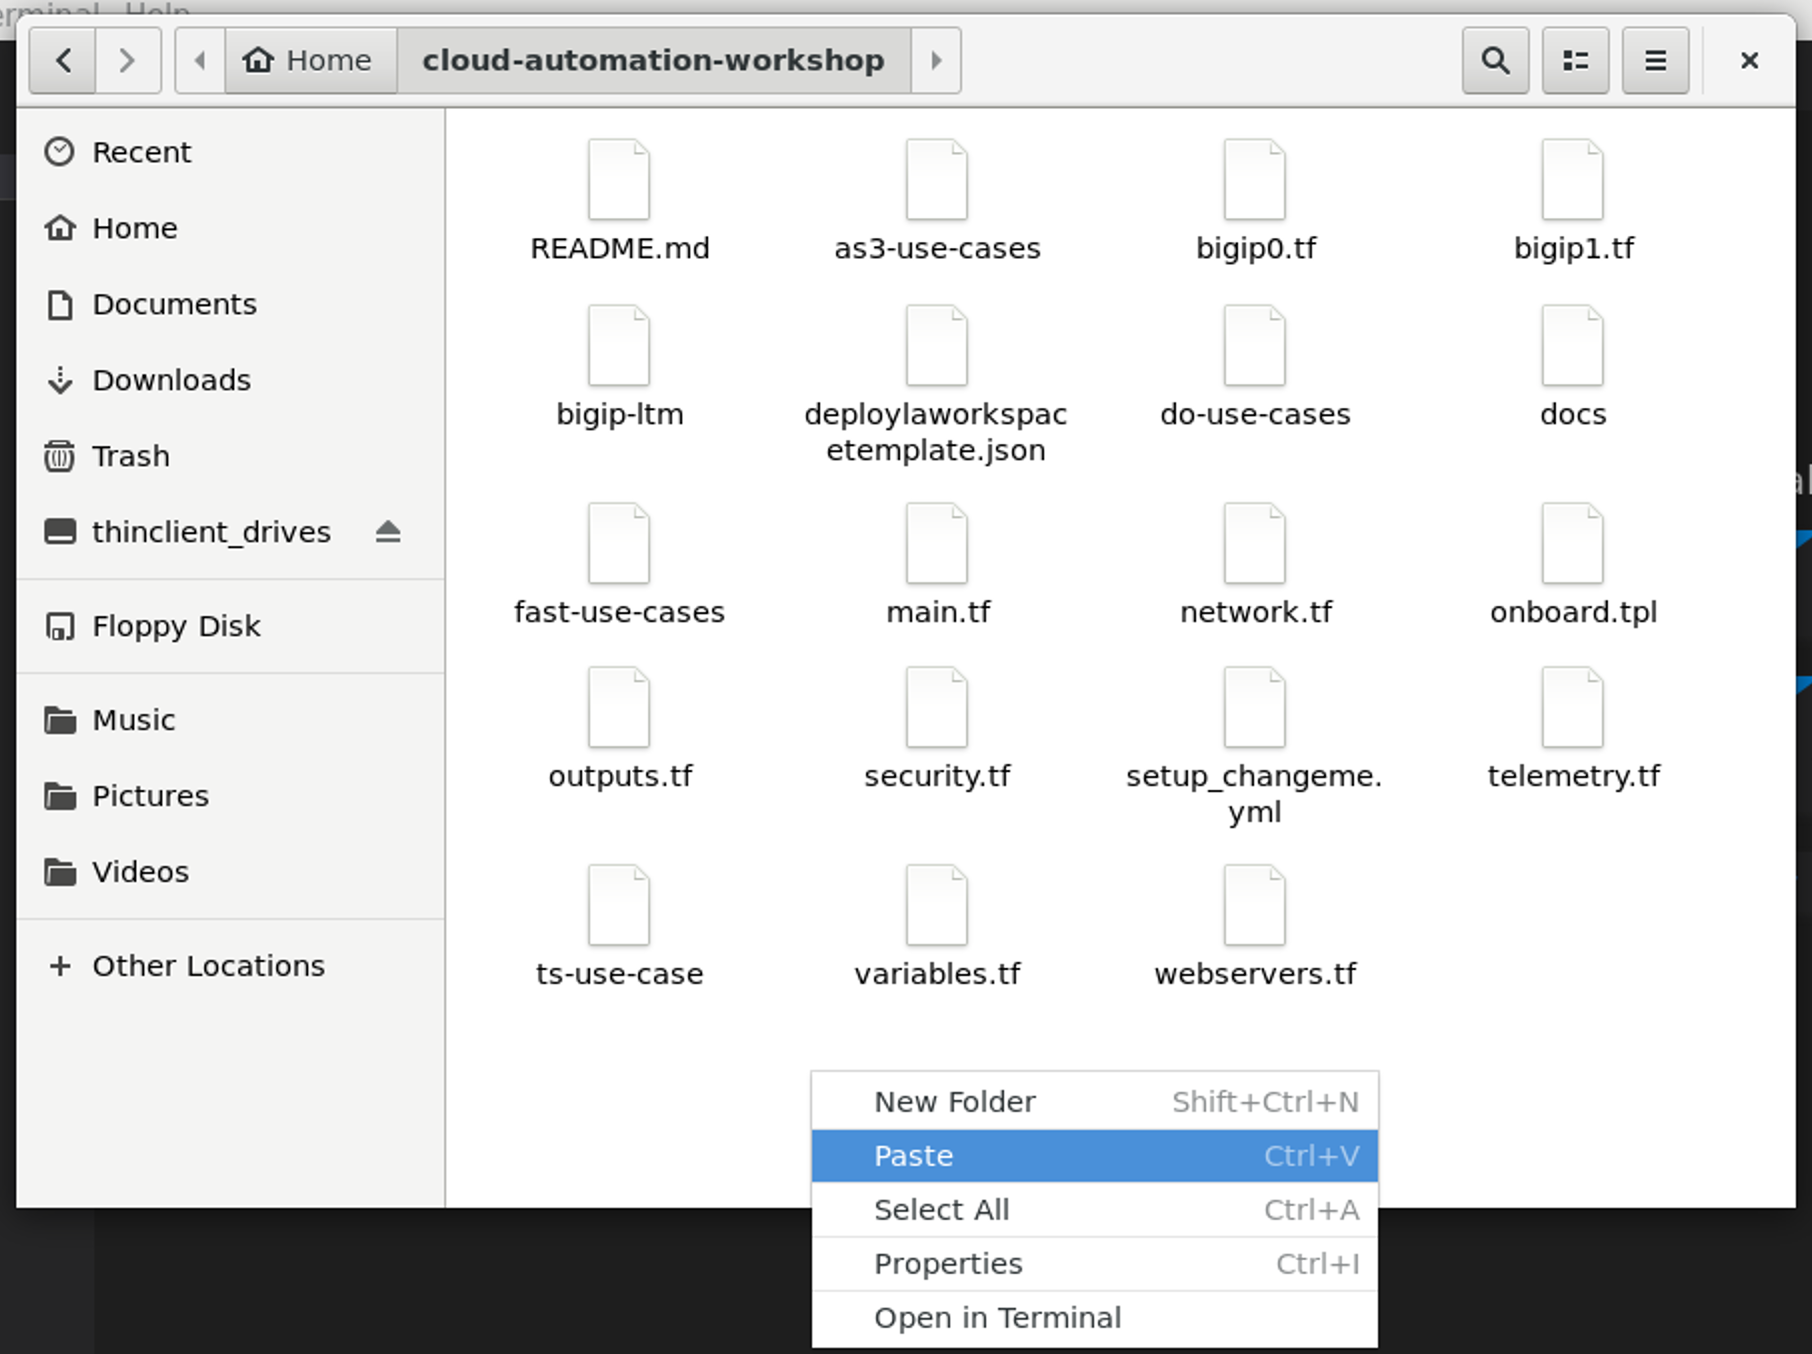 Terminal Help
Home
cloud-automation-workshop
Recent
Home
Documents
Downloads
Trash
thinclient_drives
Floppy Disk
Music
Pictures
Videos
Other Locations
README.md
as3-use-cases
bigip0.tf
bigip1.tf
bigip-ltm
deploylaworkspac
etemplate.json
do-use-cases
docs
fast-use-cases
main.tf
network.tf
onboard.tpl
outputs.tf
security.tf
setup_changeme.
yml
telemetry.tf
ts-use-case
variables.tf
webservers.tf
New Folder Shift+Ctrl+N
Paste Ctrl+V
Select All Ctrl+A
Properties Ctrl+I
Open in Terminal